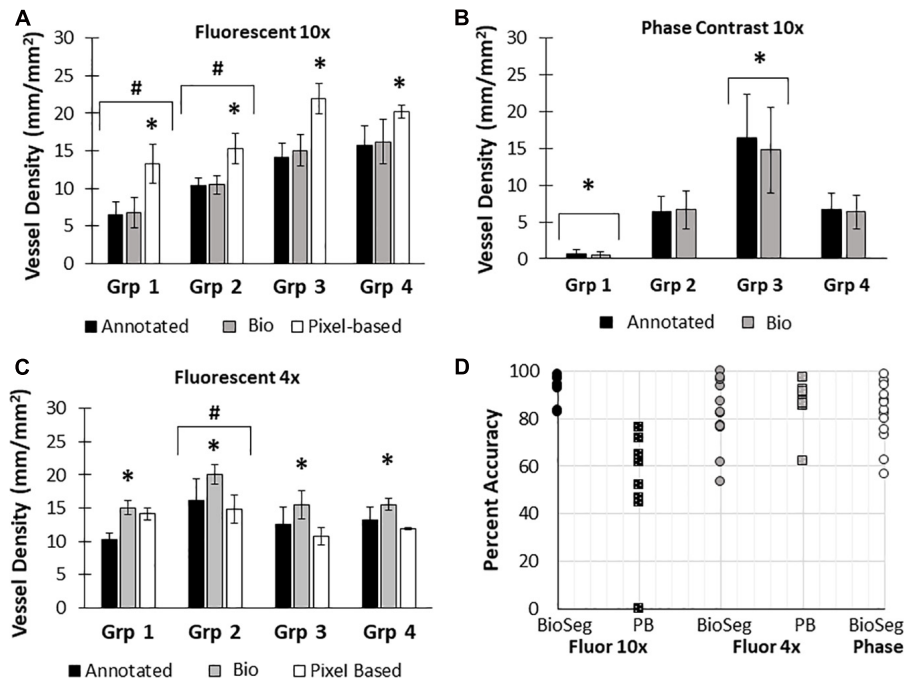 A
Fluorescent 10x
Vessel Density (mm/mm²)
30
25
20
15
10
5
0
#
#
*
*
*
*
Grp 1 Grp 2 Grp 3 Grp 4
Annotated Bio Pixel-based
B
Phase Contrast 10x
Vessel Density (mm/mm²)
30
25
20
15
10
5
0
*
*
Grp 1 Grp 2 Grp 3 Grp 4
Annotated Bio
C
Fluorescent 4x
Vessel Density (mm/mm²)
30
25
20
15
10
5
0
#
*
*
*
*
Grp 1 Grp 2 Grp 3 Grp 4
Annotated Bio Pixel Based
D
Percent Accuracy
100
80
60
40
20
0
BioSeg PB BioSeg PB BioSeg
Fluor 10x Fluor 4x Phase